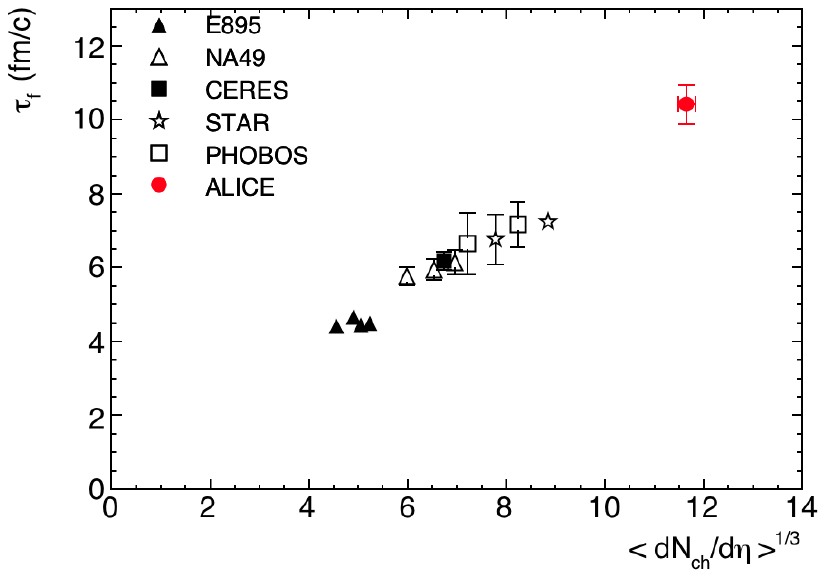 τf (fm/c)
E895
NA49
CERES
STAR
PHOBOS
ALICE
12
10
8
6
4
2
0
0 2 4 6 8 10 12 14
< dNch/dη >1/3